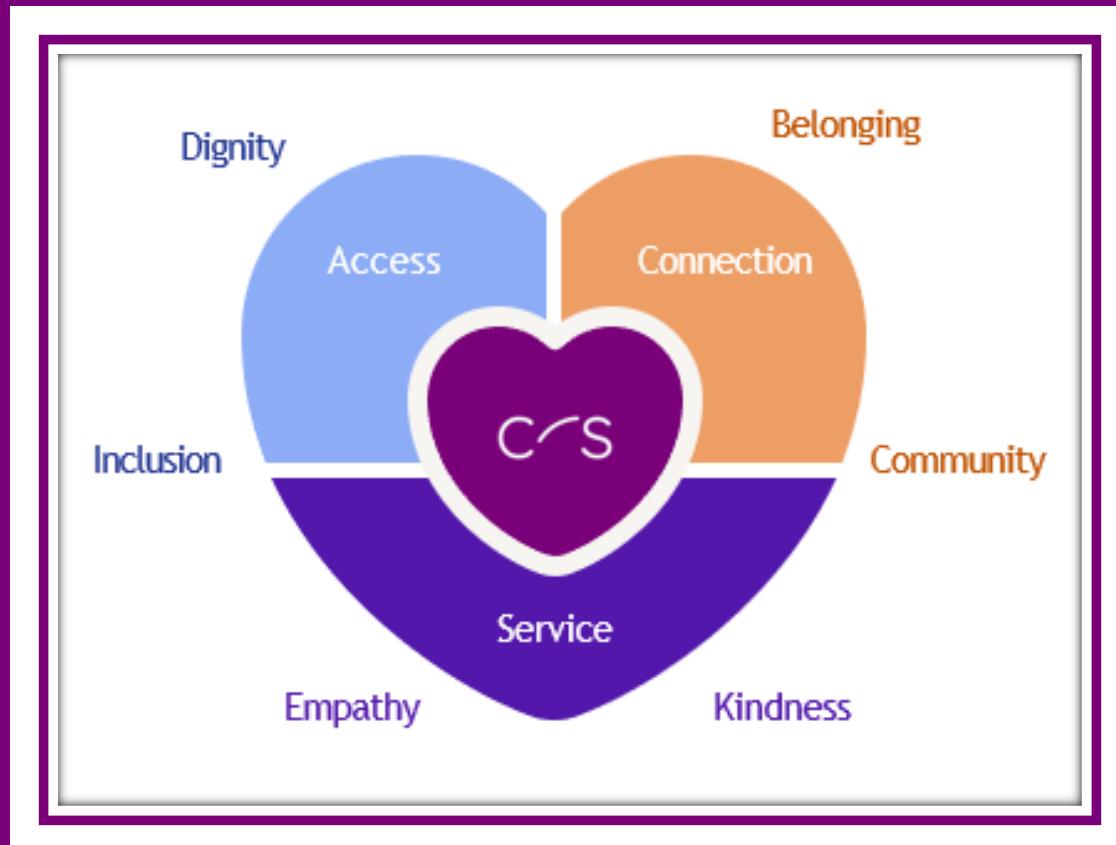 Belonging
Dignity
Access
Connection
C S
Inclusion
Community
Service
Empathy
Kindness